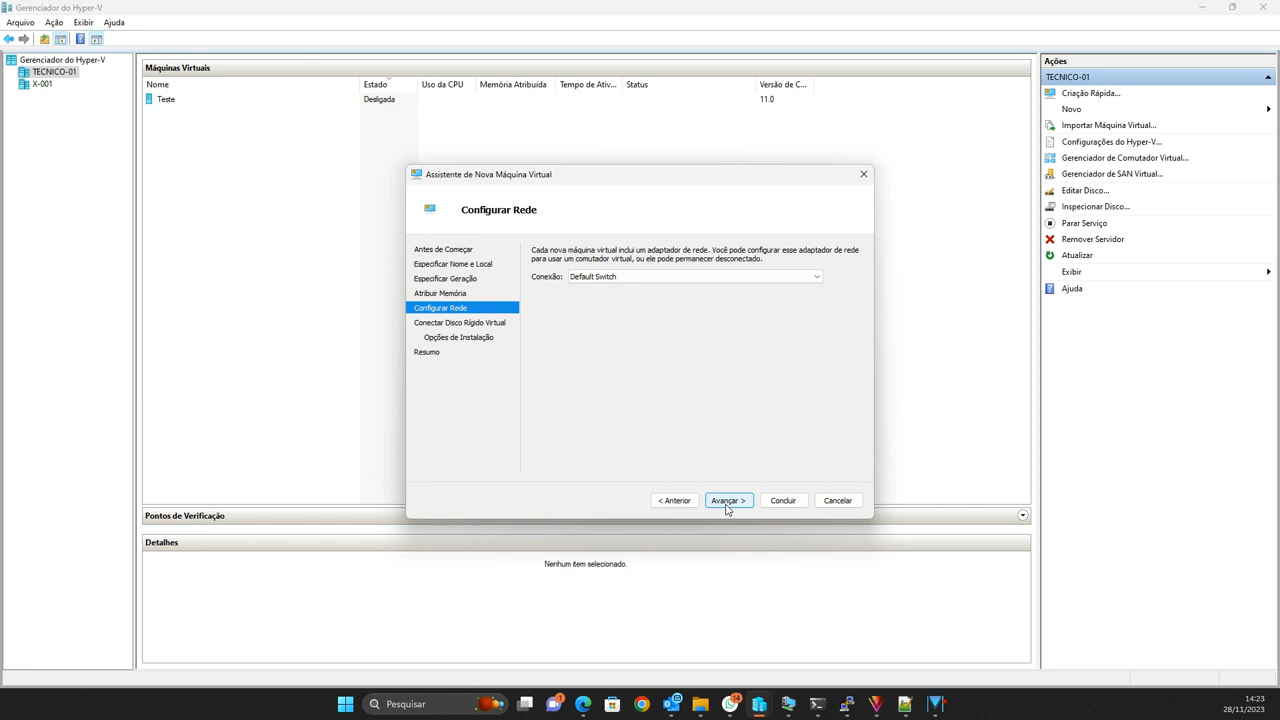 Gerenciador do Hyper-V
Arquivo Ação Exibir Ajuda
Gerenciador do Hyper-V
TECNICO-01
X-001
Máquinas Virtuais
Nome Estado Uso da CPU Memória Atribuída Tempo de Ativ... Status Versão de C...
Teste Desligada 11.0
Assistente de Nova Máquina Virtual
Configurar Rede
Antes de Começar
Especificar Nome e Local
Especificar Geração
Atribuir Memória
Configurar Rede
Conectar Disco Rígido Virtual
Opções de Instalação
Resumo
Cada nova máquina virtual inclui um adaptador de rede. Você pode configurar esse adaptador de rede
para usar um comutador virtual, ou ele pode permanecer desconectado.
Conexão: Default Switch
< Anterior Avançar > Concluir Cancelar
Pontos de Verificação
Detalhes
Nenhum item selecionado.
Ações
TECNICO-01
Criação Rápida...
Novo
Importar Máquina Virtual...
Configurações do Hyper-V...
Gerenciador de Comutador Virtual...
Gerenciador de SAN Virtual...
Editar Disco...
Inspecionar Disco...
Parar Serviço
Remover Servidor
Atualizar
Exibir
Ajuda
Pesquisar
1
14
14:23
28/11/2023